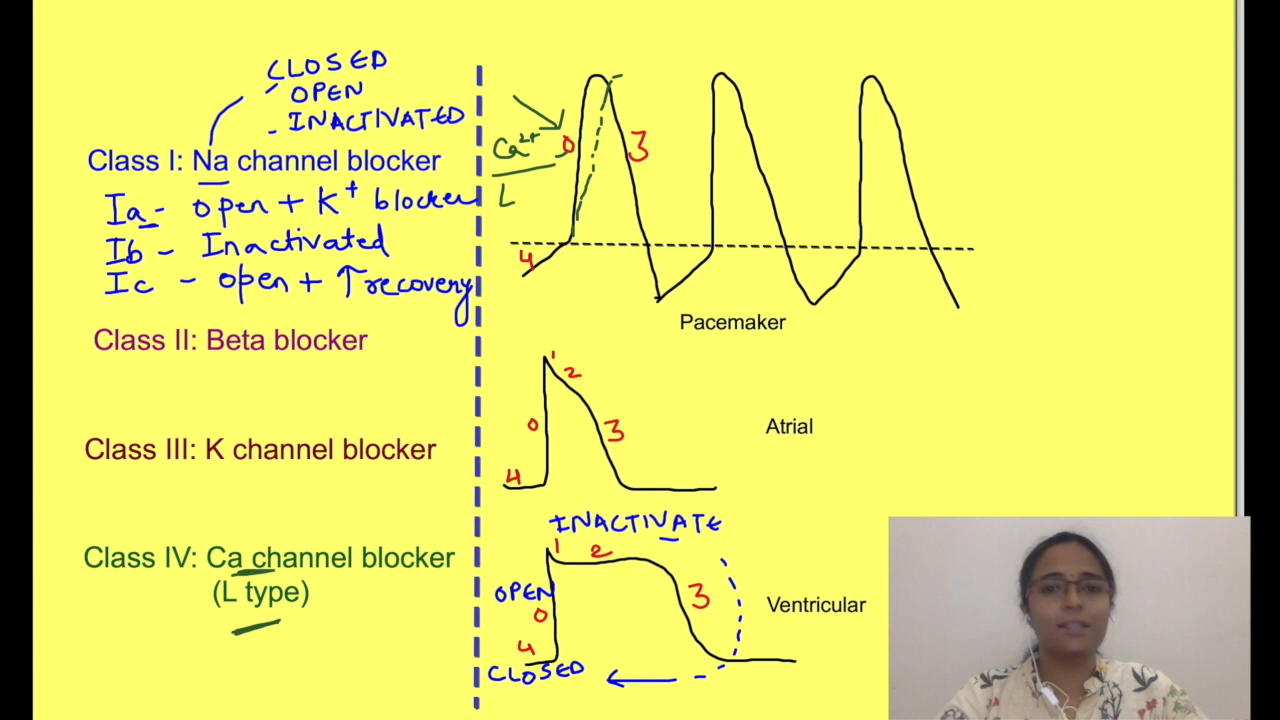 CLOSED
OPEN
- INACTIVATED
Class I: Na channel blocker
Ia - open + K+ blocker
Ib - Inactivated
Ic - open + ↑recovery
Class II: Beta blocker
Class III: K channel blocker
Class IV: Ca channel blocker
(L type)
Ca2+
L
0
3
4
Pacemaker
1
2
0
3
4
Atrial
INACTIVATE
1
2
OPEN
0
3
4
CLOSED
Ventricular